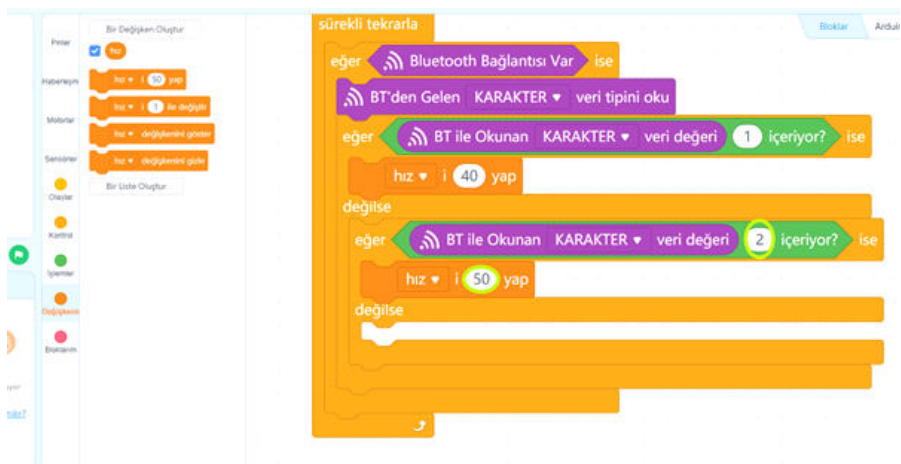 Bir Değişken Oluştur
Pinler
hız
Haberleşm
hız i 50 yap
hız i 1 ile değiştir
Motorlar
hız değişkenini göster
Sensörler
hız değişkenini gizle
Bir Liste Oluştur
Olaylar
Kontrol
İşlemler
Değişkenle
Bloklarım
sürekli tekrarla
Bloklar Ardui
eğer Bluetooth Bağlantısı Var ise
BT'den Gelen KARAKTER veri tipini oku
eğer BT ile Okunan KARAKTER veri değeri 1 içeriyor? ise
hız i 40 yap
değilse
eğer BT ile Okunan KARAKTER veri değeri 2 içeriyor? ise
hız i 50 yap
değilse